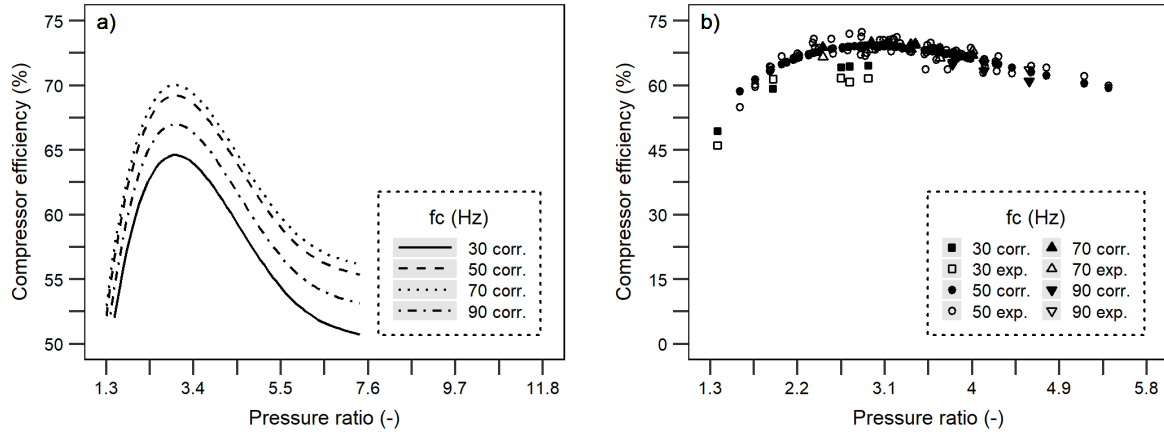 a)
Compressor efficiency (%)
75
70
65
60
55
50
fc (Hz)
30 corr.
50 corr.
70 corr.
90 corr.
1.3 3.4 5.5 7.6 9.7 11.8
Pressure ratio (-)
b)
Compressor efficiency (%)
75
60
45
30
15
0
fc (Hz)
30 corr. 70 corr.
30 exp. 70 exp.
50 corr. 90 corr.
50 exp. 90 exp.
1.3 2.2 3.1 4 4.9 5.8
Pressure ratio (-)